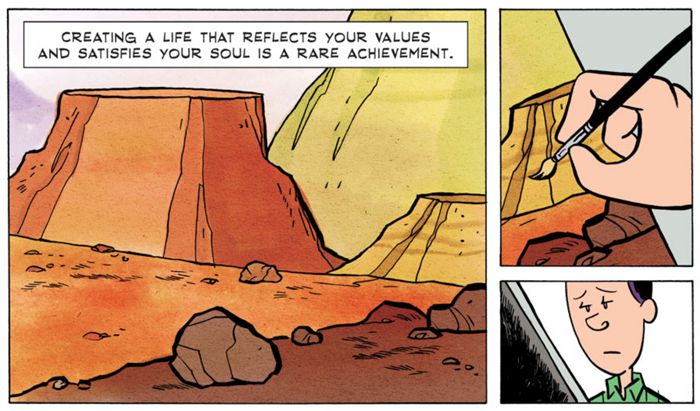 CREATING A LIFE THAT REFLECTS YOUR VALUES
AND SATISFIES YOUR SOUL IS A RARE ACHIEVEMENT.